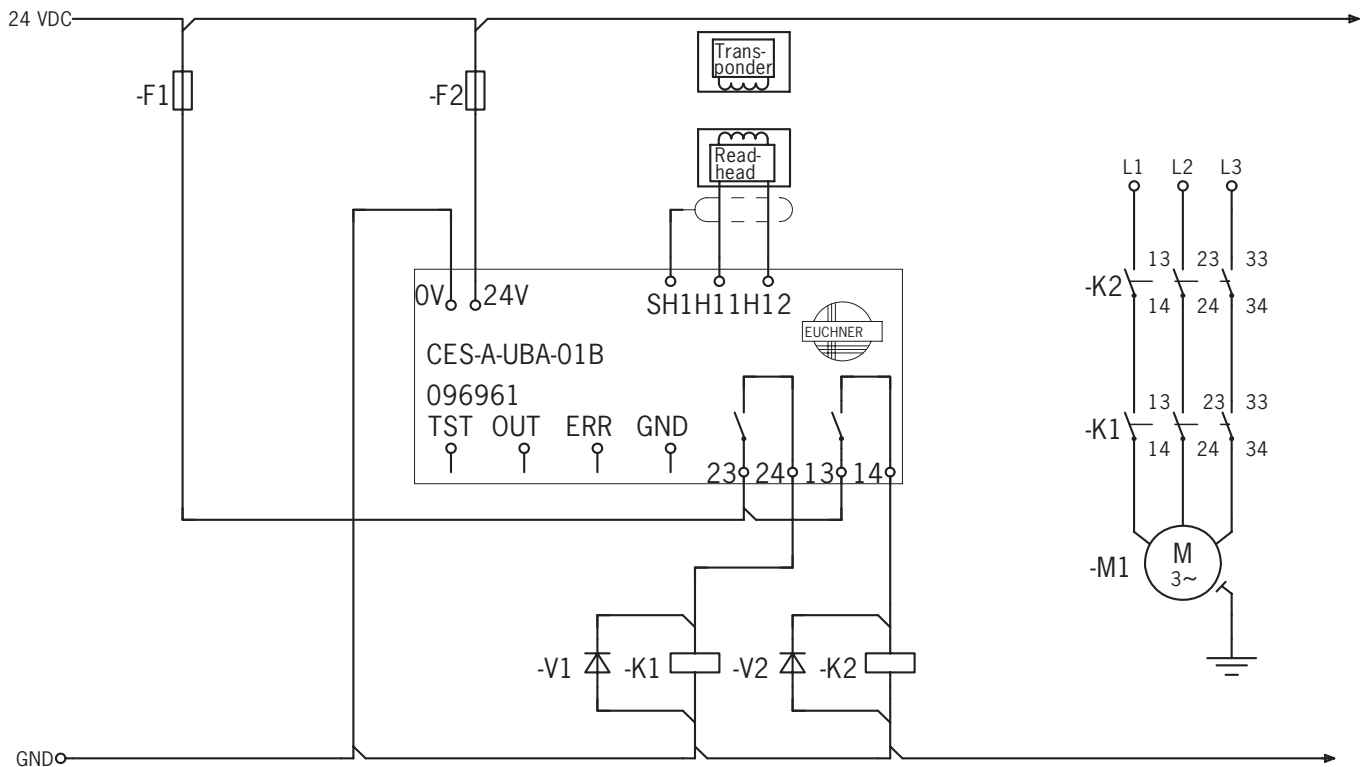 24 VDC
-F1
-F2
Trans-
ponder
Read-
head
L1 L2 L3
0V 24V
SH1 H11 H12
EUCHNER
CES-A-UBA-01B
096961
TST OUT ERR GND
23 24 13 14
-K2
13 23 33
14 24 34
-K1
13 23 33
14 24 34
-M1
M
3~
-V1 -K1 -V2 -K2
GND